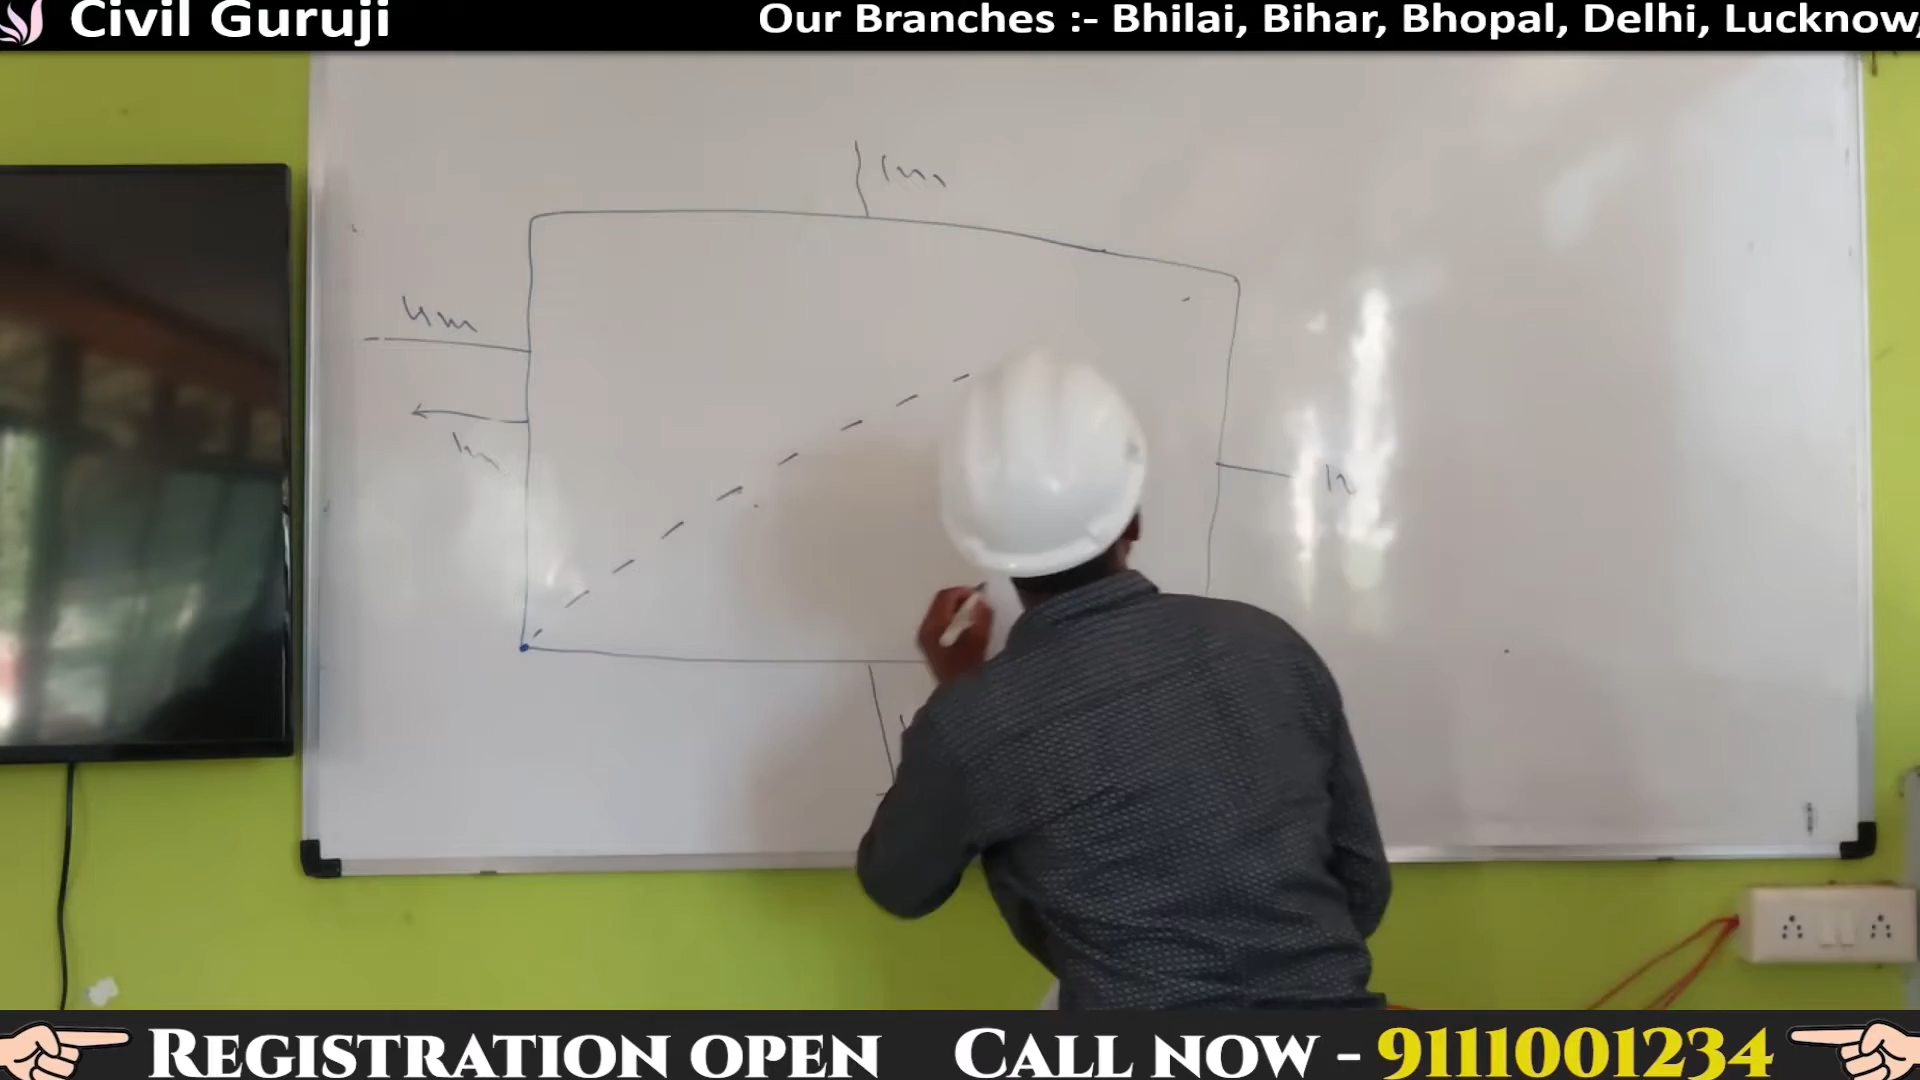 Civil Guruji
Our Branches :- Bhilai, Bihar, Bhopal, Delhi, Lucknow,
1m
4m
1m
REGISTRATION OPEN CALL NOW - 9111001234